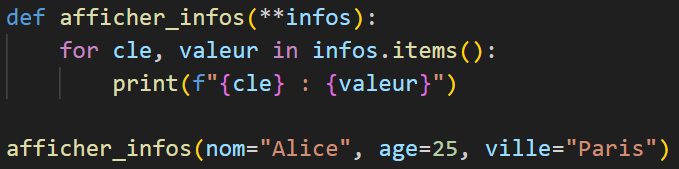 def afficher_infos(**infos):
    for cle, valeur in infos.items():
        print(f"{cle} : {valeur}")
afficher_infos(nom="Alice", age=25, ville="Paris")